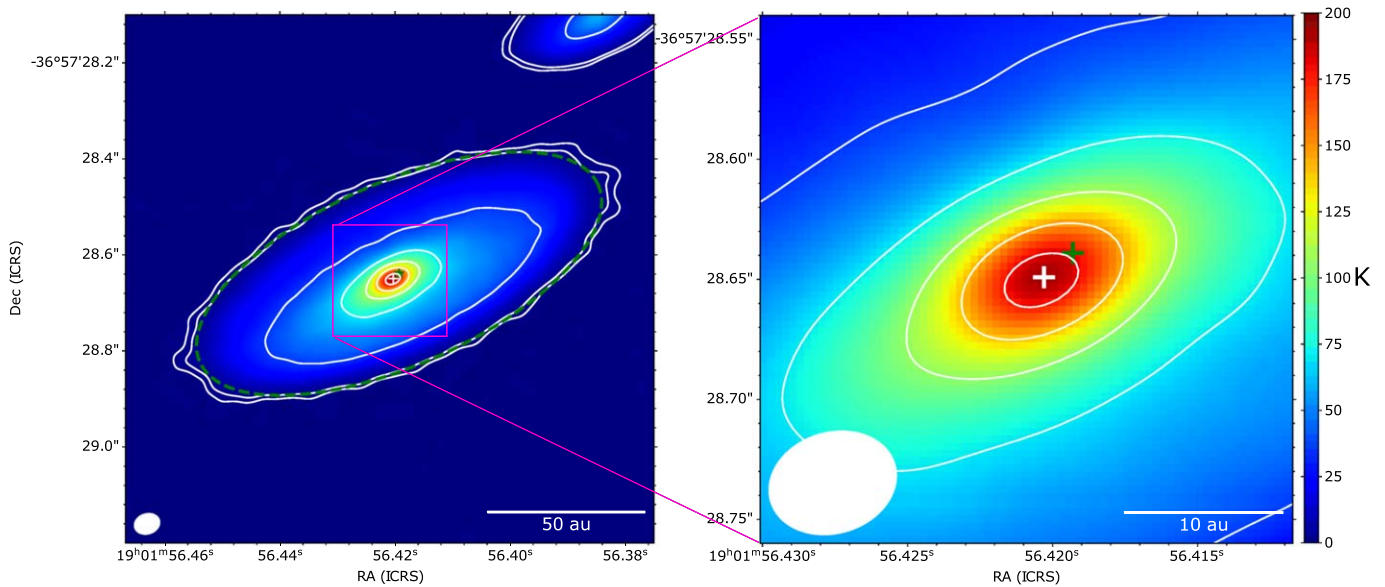 -36°57'28.2"
28.4"
28.6"
28.8"
29.0"
Dec (ICRS)
19ʰ01ᵐ56.46ˢ
56.44ˢ
56.42ˢ
56.40ˢ
56.38ˢ
RA (ICRS)
50 au
-36°57'28.55"
28.60"
28.65"
28.70"
28.75"
19ʰ01ᵐ56.430ˢ
56.425ˢ
56.420ˢ
56.415ˢ
RA (ICRS)
10 au
200
175
150
125
100
75
50
25
0
K